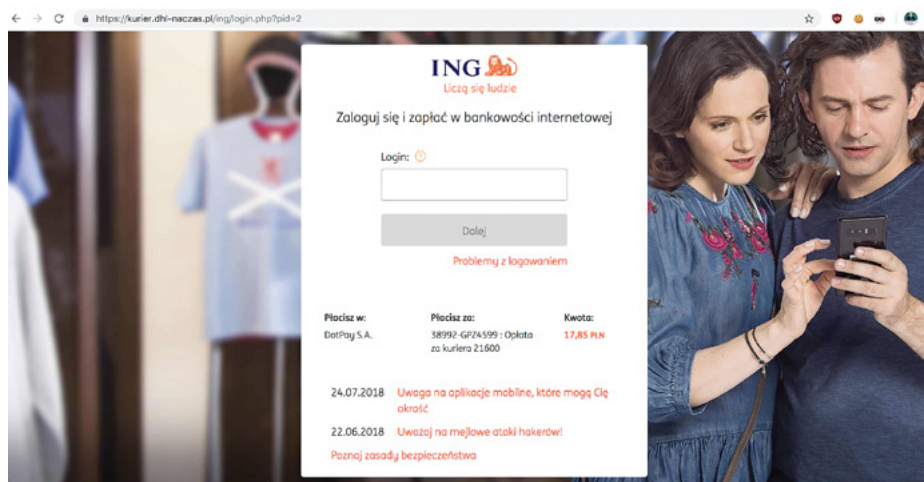 https://kurier.dhl-naczas.pl/ing/login.php?pid=2
ING
Liczą się ludzie
Zaloguj się i zapłać w bankowości internetowej
Login:
Dalej
Problemy z logowaniem
Płacisz w: Płacisz za: Kwota:
DotPay S.A. 38992-GPZ4599 : Opłata 17,85 PLN
za kuriera 21600
24.07.2018 Uwaga na aplikacje mobilne, które mogą Cię
okraść
22.06.2018 Uważaj na mejlowe ataki hakerów!
Poznaj zasady bezpieczeństwa